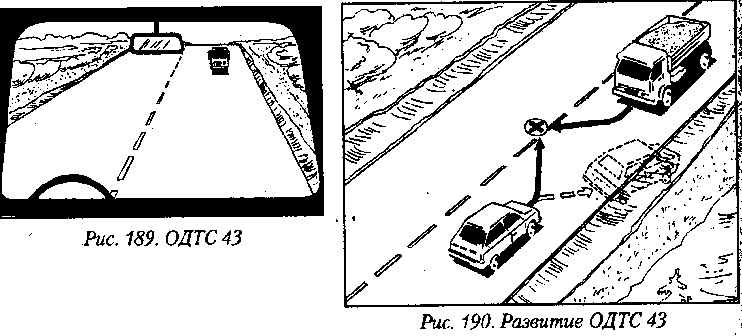 Рис. 189. ОДТС 43
Рис. 190. Развитие ОДТС 43